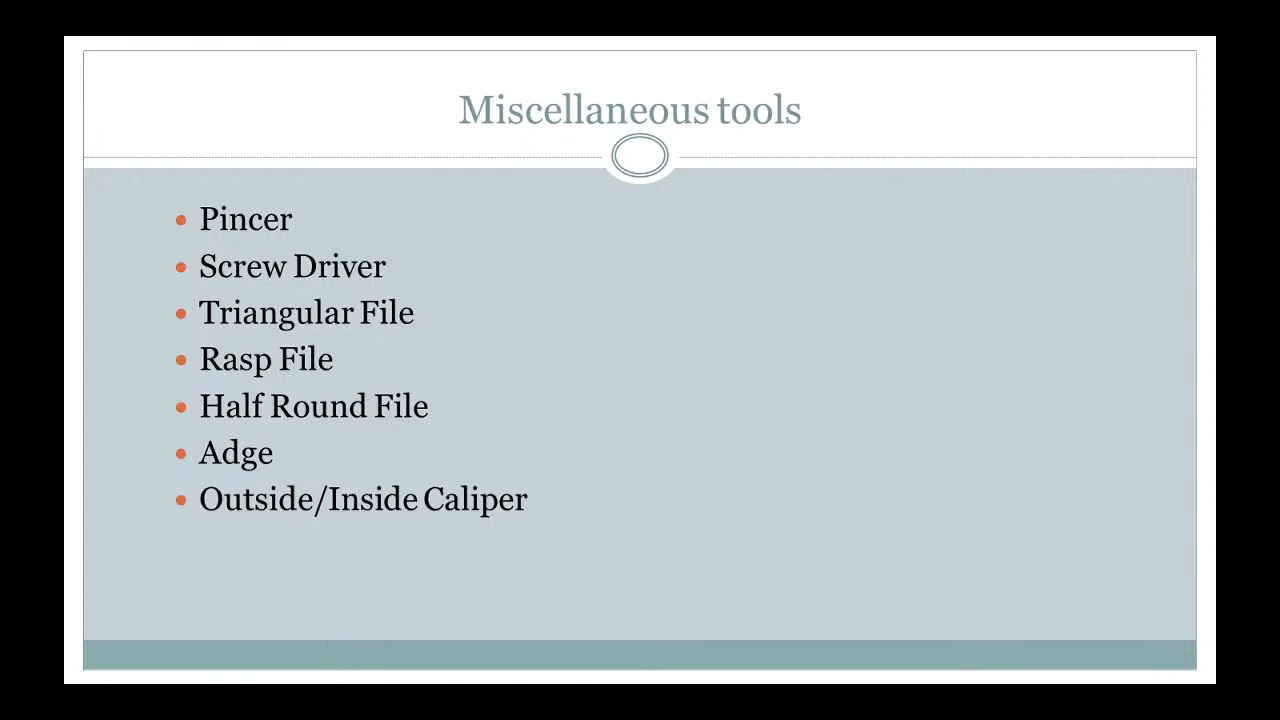 Miscellaneous tools
Pincer
Screw Driver
Triangular File
Rasp File
Half Round File
Adge
Outside/Inside Caliper